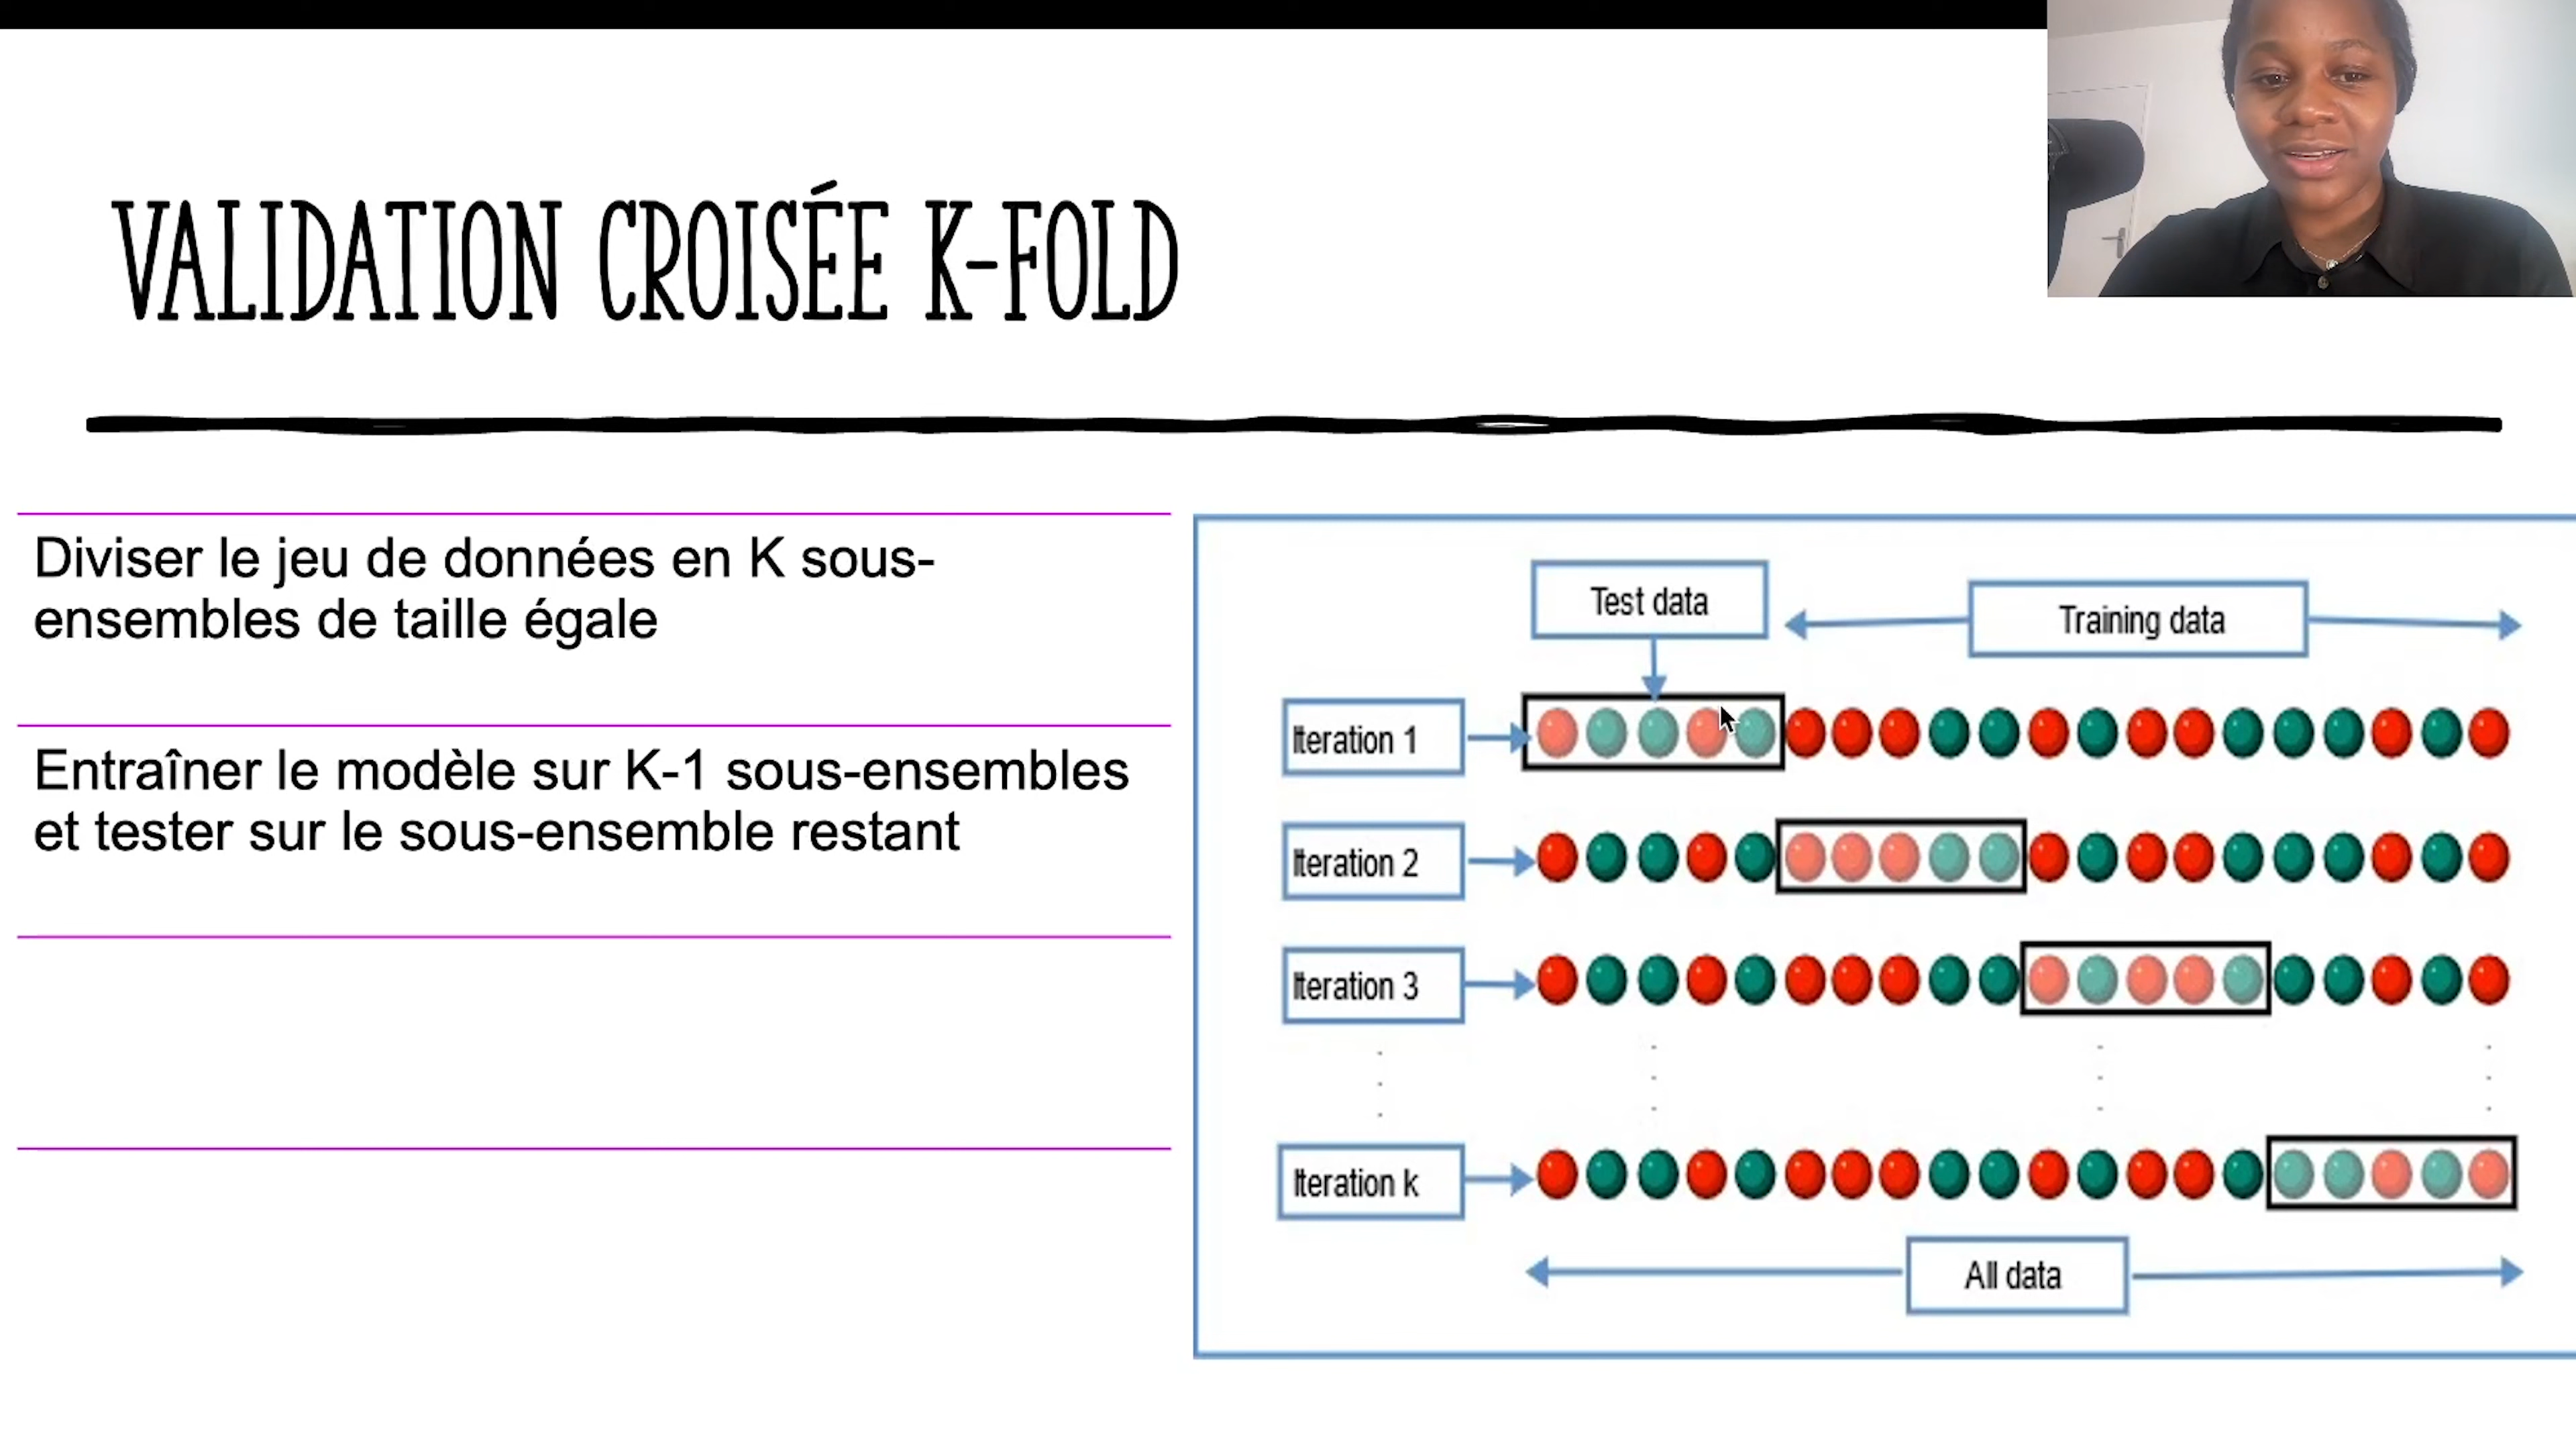 VALIDATION CROISÉE K-FOLD
Diviser le jeu de données en K sous-
ensembles de taille égale
Entraîner le modèle sur K-1 sous-ensembles
et tester sur le sous-ensemble restant
Test data
Training data
Iteration 1
Iteration 2
Iteration 3
Iteration k
All data